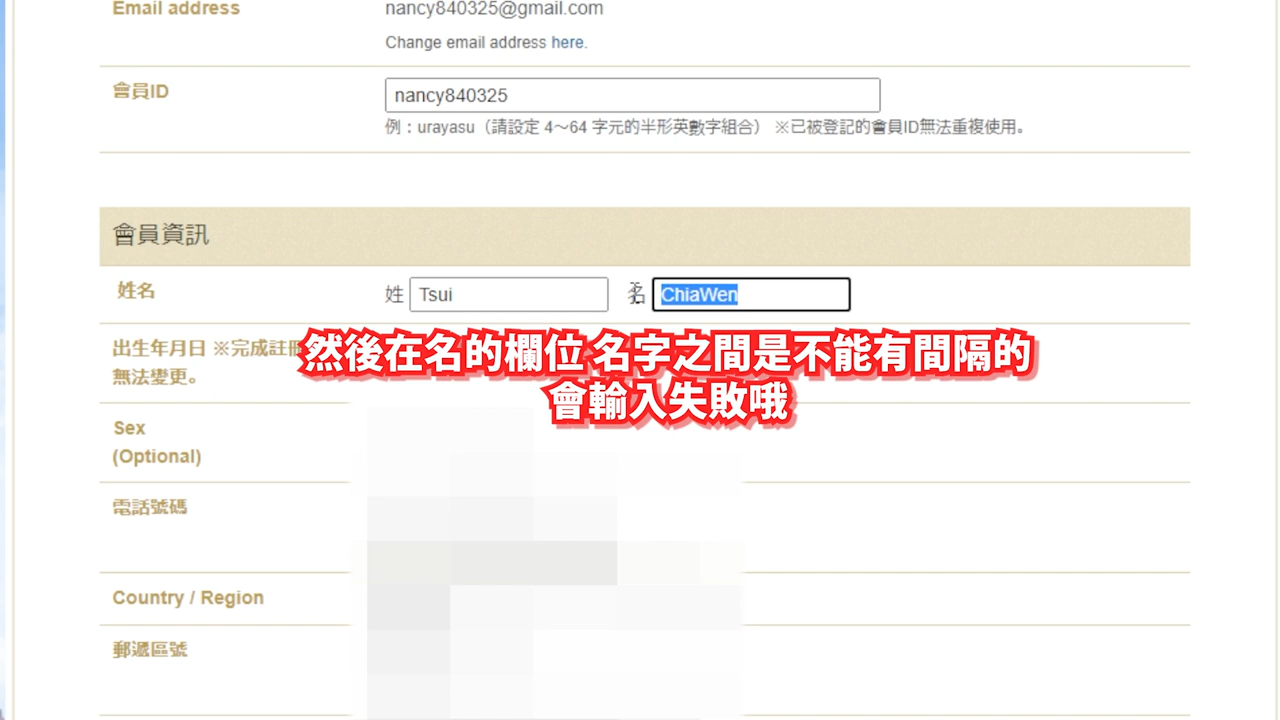 Email address nancy840325@gmail.com
Change email address here.
會員ID nancy840325
例：urayasu（請設定 4～64 字元的半形英數字組合） ※已被登記的會員ID無法重複使用。
會員資訊
姓名 姓 Tsui 名 ChiaWen
出生年月日 ※完成註冊
無法變更。
然後在名的欄位 名字之間是不能有間隔的
會輸入失敗哦
Sex
(Optional)
電話號碼
Country / Region
郵遞區號